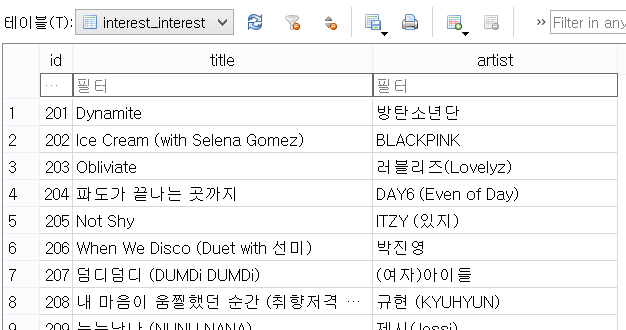 테이블(T): interest_interest » Filter in any
id title artist
... 필터 필터
1 201 Dynamite 방탄소년단
2 202 Ice Cream (with Selena Gomez) BLACKPINK
3 203 Obliviate 러블리즈(Lovelyz)
4 204 파도가 끝나는 곳까지 DAY6 (Even of Day)
5 205 Not Shy ITZY (있지)
6 206 When We Disco (Duet with 선미) 박진영
7 207 덤디덤디 (DUMDi DUMDi) (여자)아이들
8 208 내 마음이 움찔했던 순간 (취향저격 ... 규현 (KYUHYUN)
9 209 눈누난나 (NUNU NANA) 제시(Jessi)